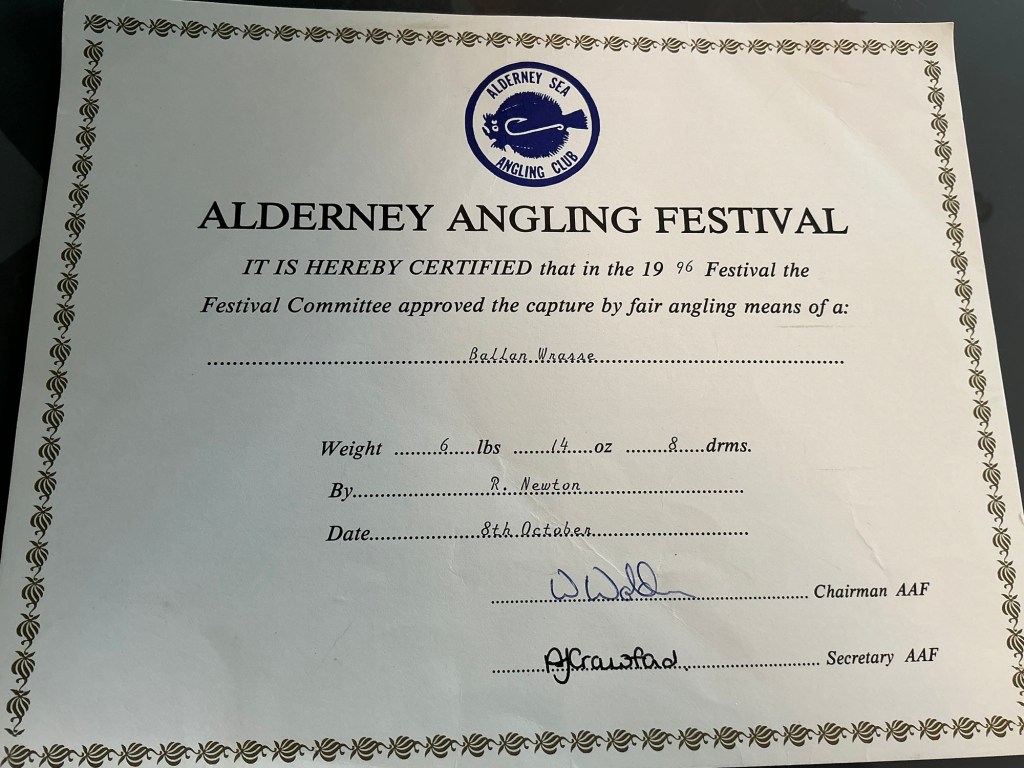 ALDERNEY SEA
ANGLING CLUB
ALDERNEY ANGLING FESTIVAL
IT IS HEREBY CERTIFIED that in the 19 96 Festival the
Festival Committee approved the capture by fair angling means of a:
Ballan Wrasse
Weight 6 lbs 14 oz 8 drms.
By R. Newton
Date 8th October
Chairman AAF
AJCrawford Secretary AAF